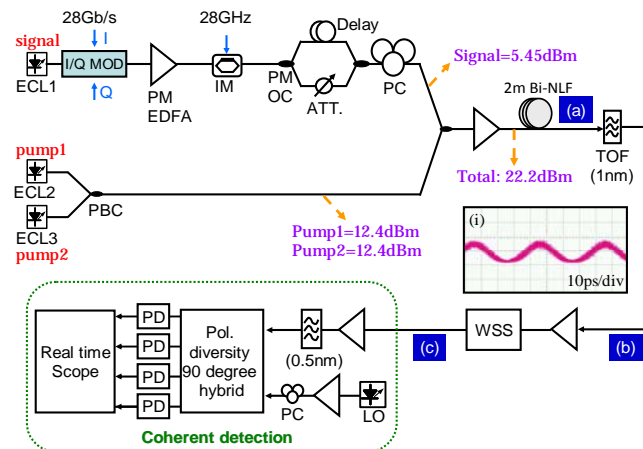 28Gb/s
28GHz
Delay
signal
I
Signal=5.45dBm
I/Q MOD
2m Bi-NLF
(a)
ECL1
Q
PM
EDFA
IM
PM
OC
ATT.
PC
TOF
(1nm)
pump1
Total: 22.2dBm
ECL2
PBC
ECL3
pump2
Pump1=12.4dBm
Pump2=12.4dBm
(i)
10ps/div
Real time
Scope
PD
PD
PD
PD
Pol.
diversity
90 degree
hybrid
(0.5nm)
(c)
WSS
(b)
PC
LO
Coherent detection